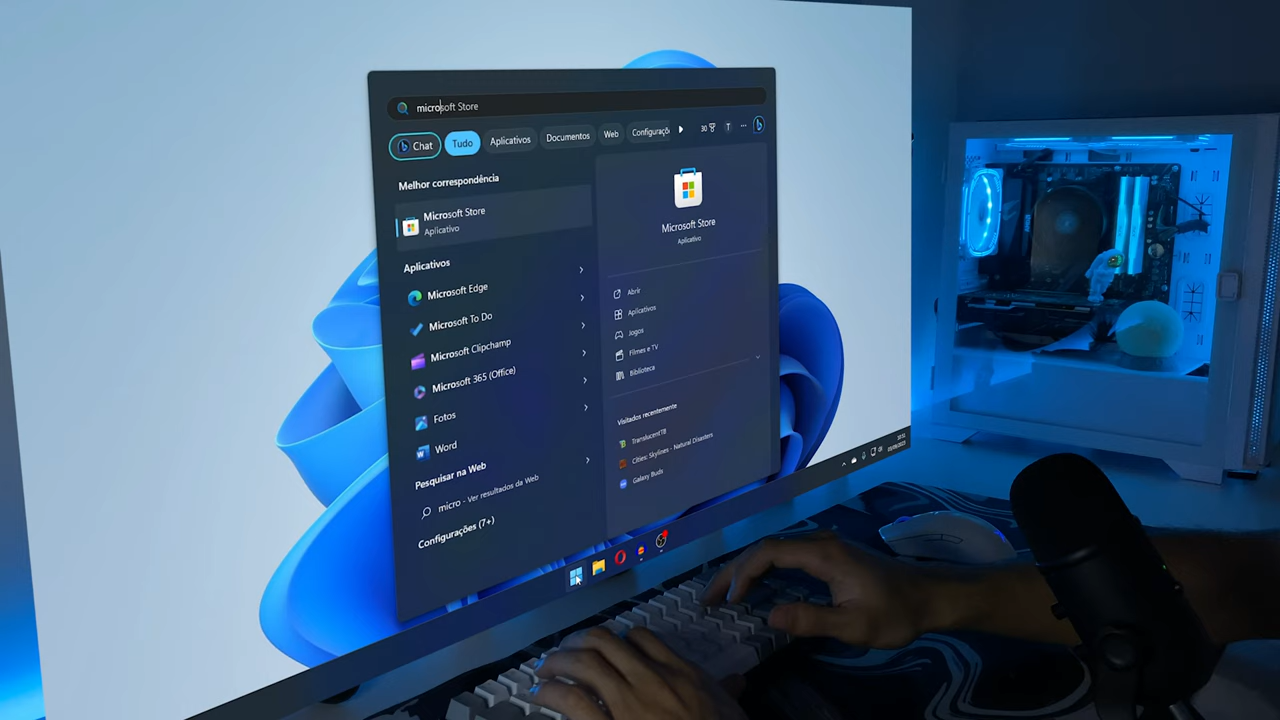 microsoft Store
Chat
Tudo
Aplicativos
Documentos
Web
Configuraçõ
30
T
Melhor correspondência
Microsoft Store
Aplicativo
Aplicativos
Microsoft Edge
Microsoft To Do
Microsoft Clipchamp
Microsoft 365 (Office)
Fotos
Word
Pesquisar na Web
micro - Ver resultados da Web
Configurações (7+)
Microsoft Store
Aplicativo
Abrir
Aplicativos
Jogos
Filmes e TV
Biblioteca
Visitados recentemente
TranslucentTB
Cities: Skylines - Natural Disasters
Galaxy Buds